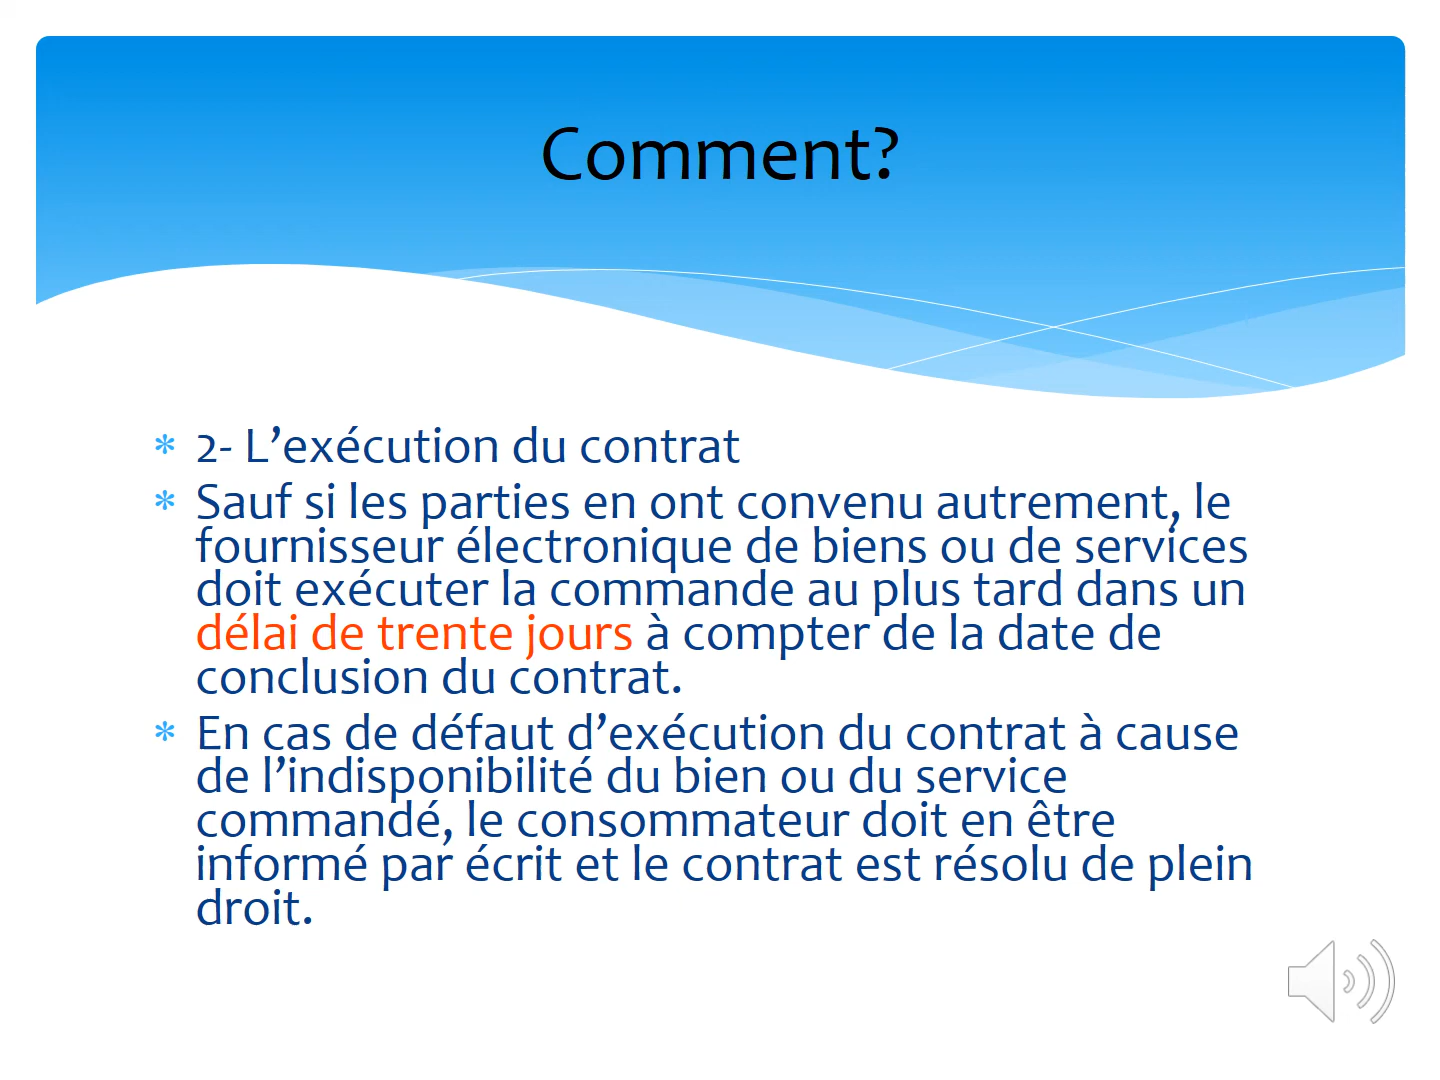 Comment?
* 2- L’exécution du contrat
* Sauf si les parties en ont convenu autrement, le
fournisseur électronique de biens ou de services
doit exécuter la commande au plus tard dans un
délai de trente jours à compter de la date de
conclusion du contrat.
* En cas de défaut d’exécution du contrat à cause
de l’indisponibilité du bien ou du service
commandé, le consommateur doit en être
informé par écrit et le contrat est résolu de plein
droit.